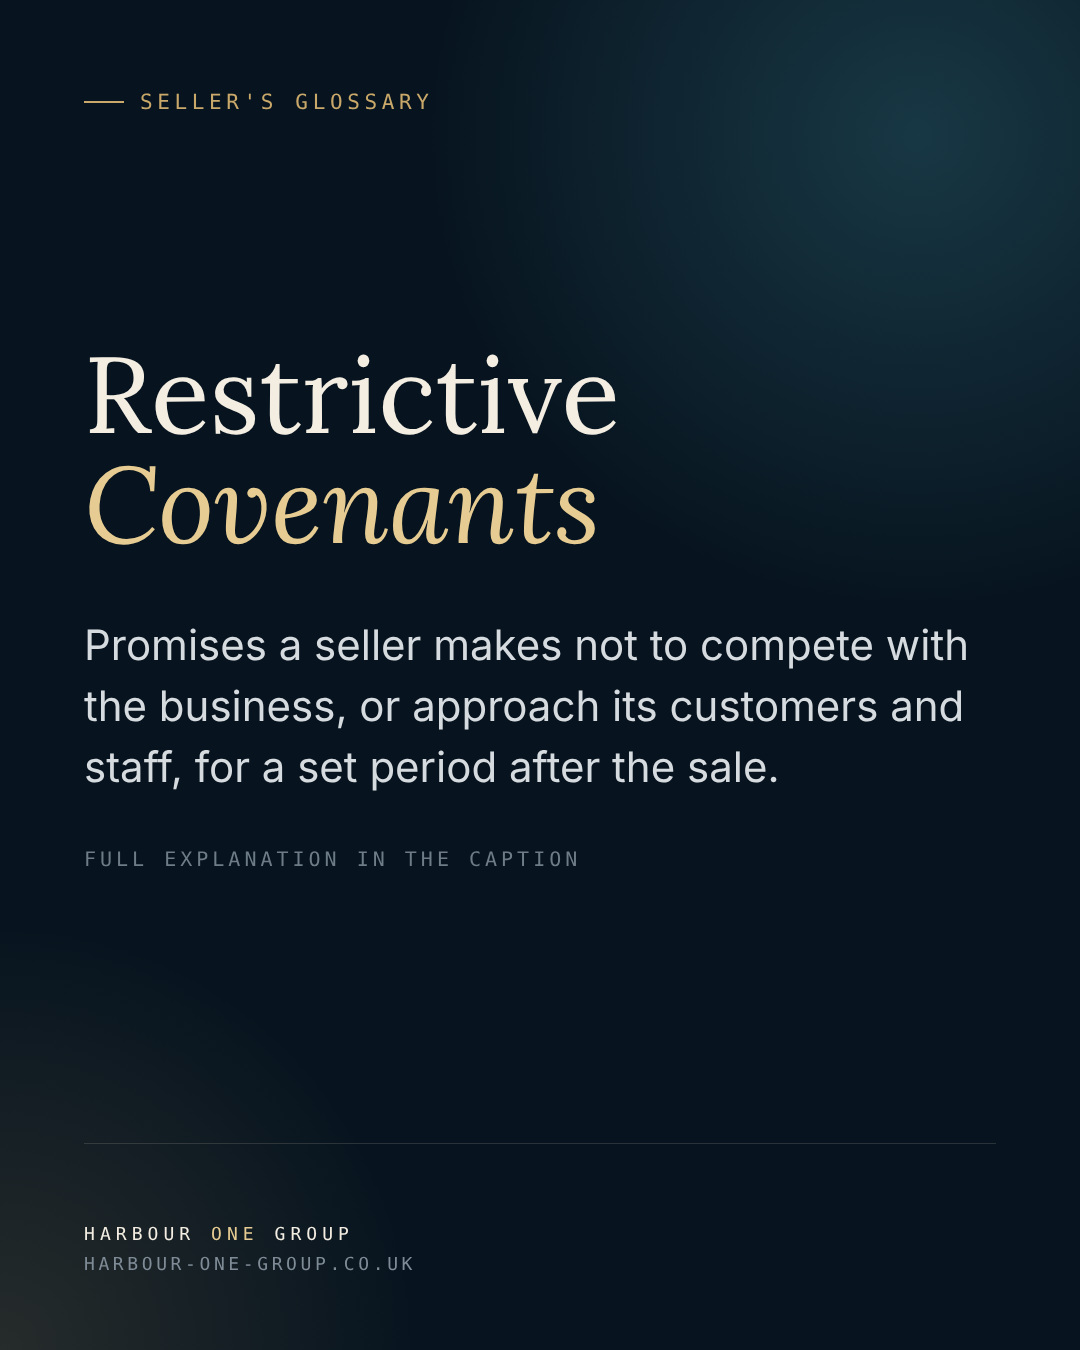 SELLER'S GLOSSARY
Restrictive
Covenants
Promises a seller makes not to compete with
the business, or approach its customers and
staff, for a set period after the sale.
FULL EXPLANATION IN THE CAPTION
HARBOUR ONE GROUP
HARBOUR-ONE-GROUP.CO.UK